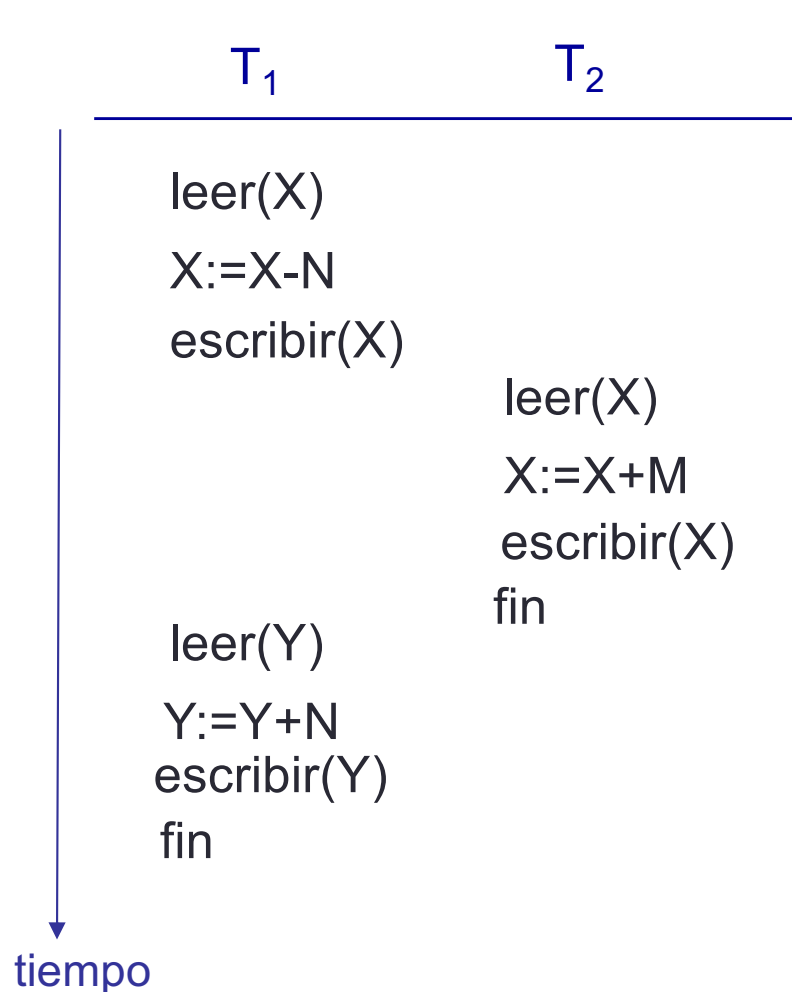 T₁ T₂
leer(X)
X:=X-N
escribir(X)
leer(X)
X:=X+M
escribir(X)
fin
leer(Y)
Y:=Y+N
escribir(Y)
fin
tiempo